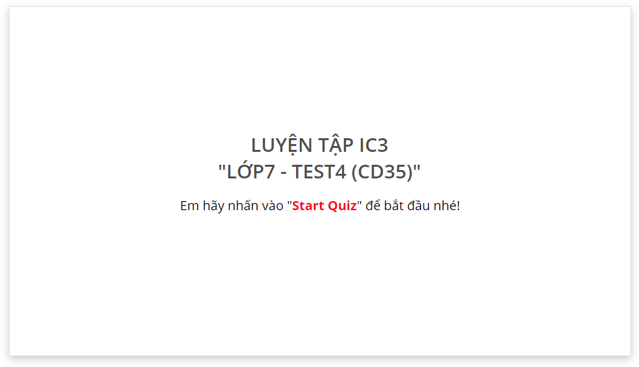 LUYỆN TẬP IC3
"LỚP7 - TEST4 (CD35)"
Em hãy nhấn vào "Start Quiz" để bắt đầu nhé!